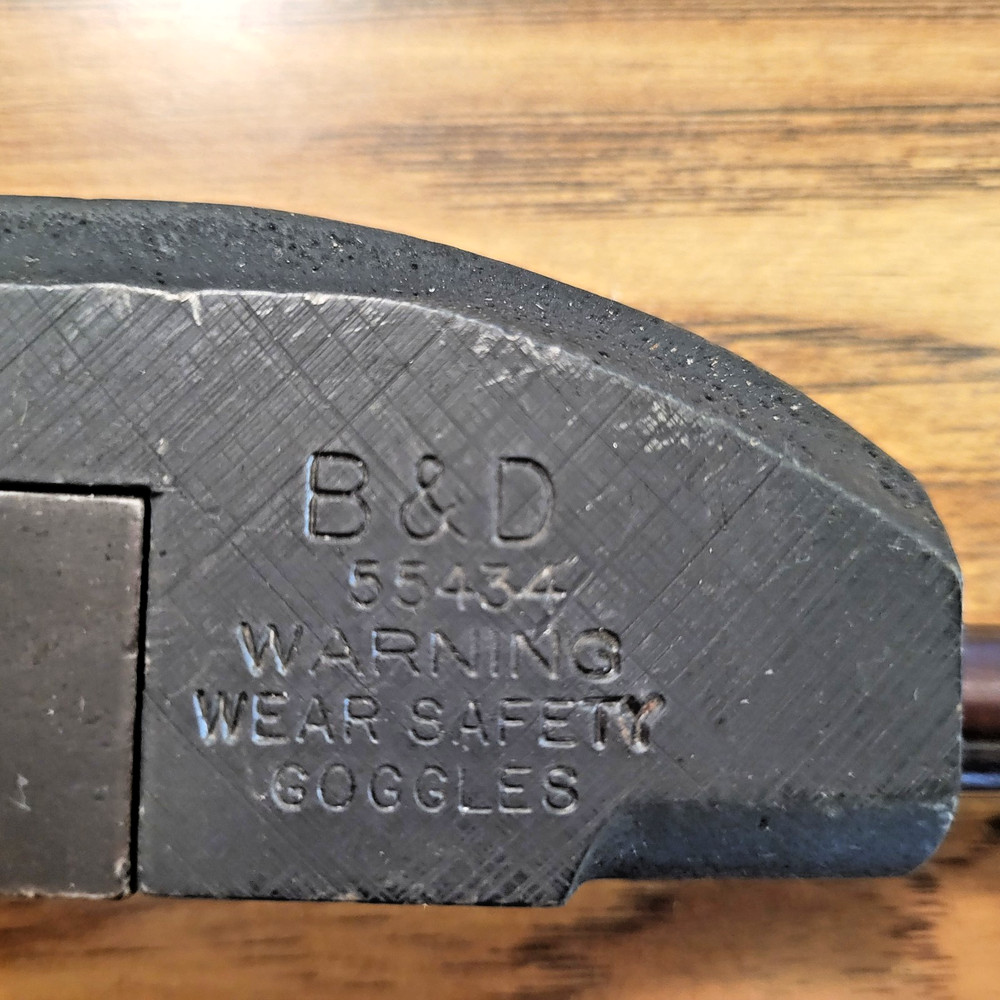 B & D
55434
WARNING
WEAR SAFETY
GOGGLES